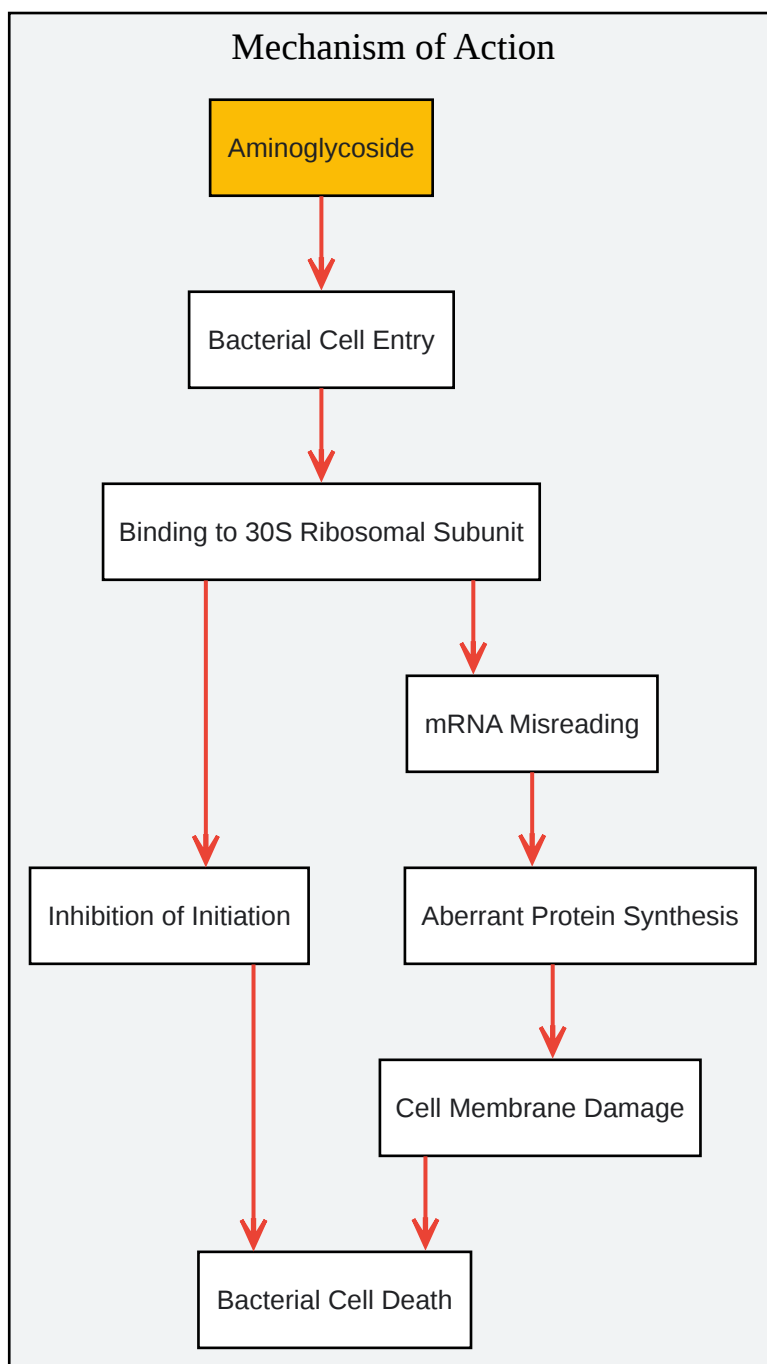 Mechanism of Action
Aminoglycoside
Bacterial Cell Entry
Binding to 30S Ribosomal Subunit
mRNA Misreading
Inhibition of Initiation
Aberrant Protein Synthesis
Cell Membrane Damage
Bacterial Cell Death